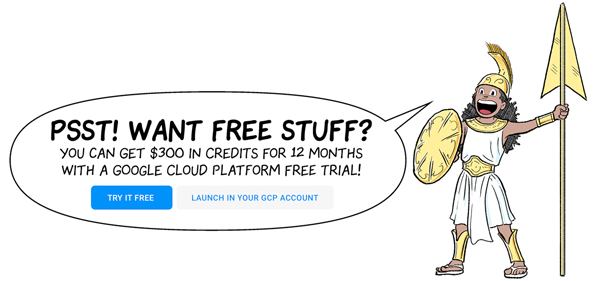 PSST! WANT FREE STUFF?
YOU CAN GET $300 IN CREDITS FOR 12 MONTHS
WITH A GOOGLE CLOUD PLATFORM FREE TRIAL!
TRY IT FREE
LAUNCH IN YOUR GCP ACCOUNT